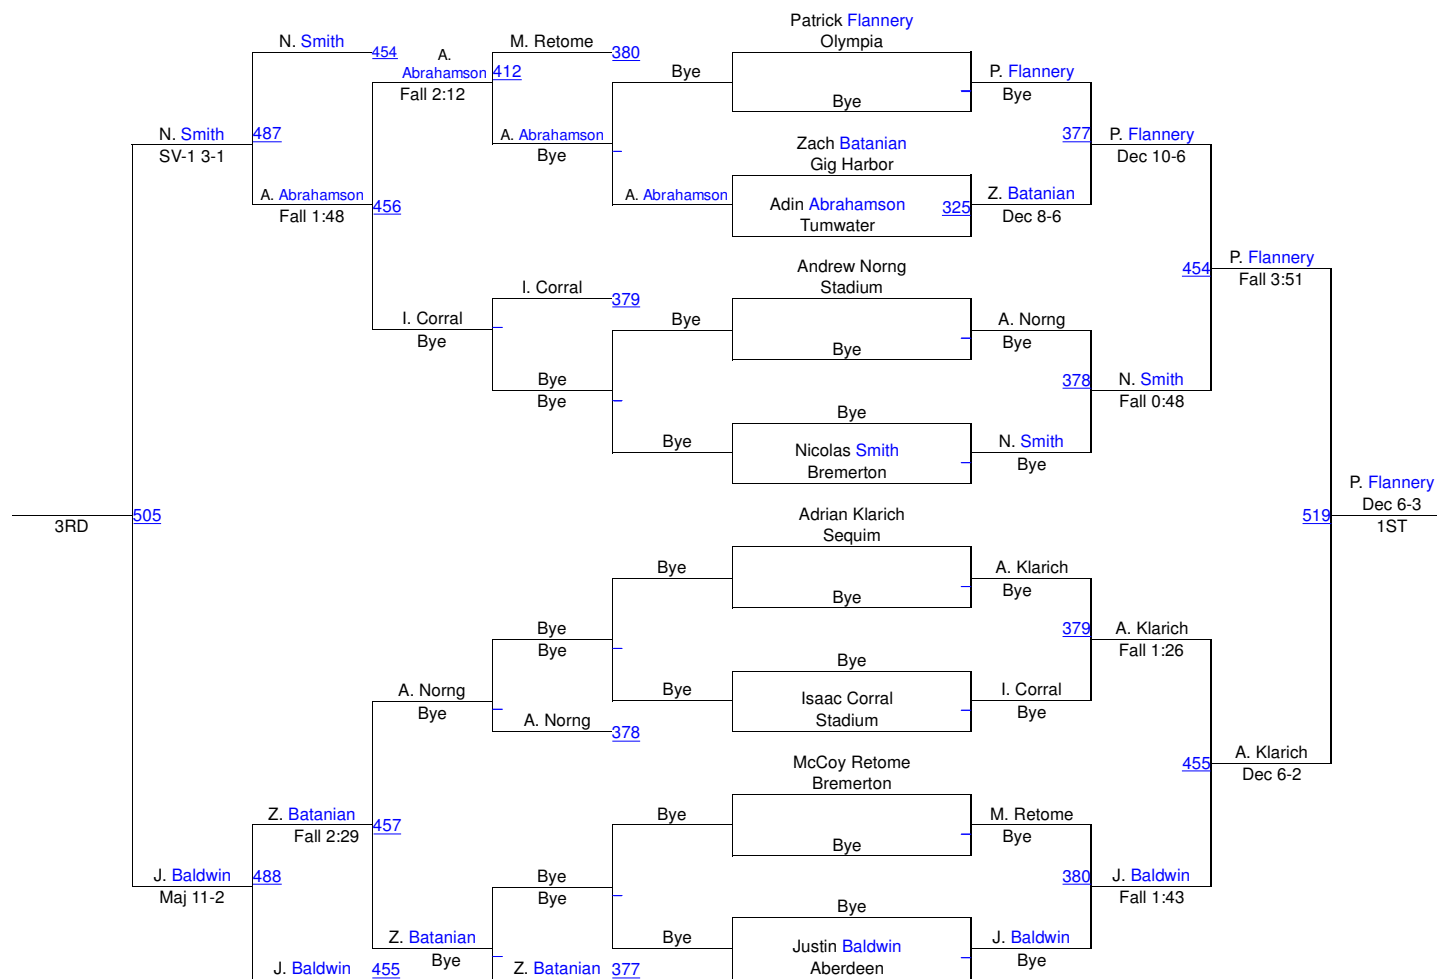 Patrick Flannery
N. Smith
M. Retome
Olympia
454
A.
380
Abrahamson
412
Bye
P. Flannery
Fall 2:12
Bye
Bye
N. Smith
487
A. Abrahamson
377
P. Flannery
SV-1 3-1
Bye
Zach Batanian
Dec 10-6
Gig Harbor
A. Abrahamson
A. Abrahamson
Z. Batanian
Fall 1:48
456
Adin Abrahamson
325
Dec 8-6
Tumwater
P. Flannery
Andrew Norng
454
Fall 3:51
I. Corral
379
Stadium
I. Corral
Bye
A. Norng
Bye
Bye
Bye
Bye
378
N. Smith
Bye
Fall 0:48
Bye
Bye
Nicolas Smith
N. Smith
Bremerton
Bye
P. Flannery
505
Adrian Klarich
519
Dec 6-3
3RD
Sequim
1ST
Bye
A. Klarich
Bye
Bye
Bye
379
A. Klarich
Bye
Fall 1:26
Bye
A. Norng
Bye
Isaac Corral
I. Corral
Bye
A. Norng
378
Stadium
Bye
McCoy Retome
455
A. Klarich
Bremerton
Dec 6-2
Z. Batanian
Bye
M. Retome
Fall 2:29
457
Bye
Bye
J. Baldwin
488
Bye
380
J. Baldwin
Maj 11-2
Bye
Fall 1:43
Bye
Z. Batanian
Bye
Justin Baldwin
J. Baldwin
Bye
Bye
J. Baldwin
455
Z. Batanian
377
Aberdeen